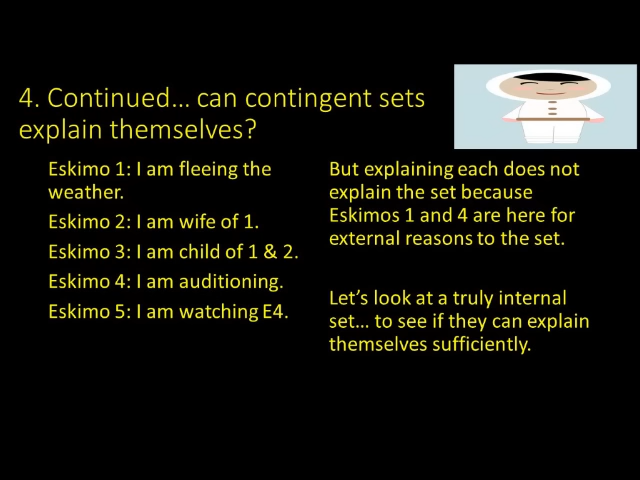 4. Continued... can contingent sets
explain themselves?
Eskimo 1: I am fleeing the
weather.
Eskimo 2: I am wife of 1.
Eskimo 3: I am child of 1 & 2.
Eskimo 4: I am auditioning.
Eskimo 5: I am watching E4.
But explaining each does not
explain the set because
Eskimos 1 and 4 are here for
external reasons to the set.
Let's look at a truly internal
set... to see if they can explain
themselves sufficiently.